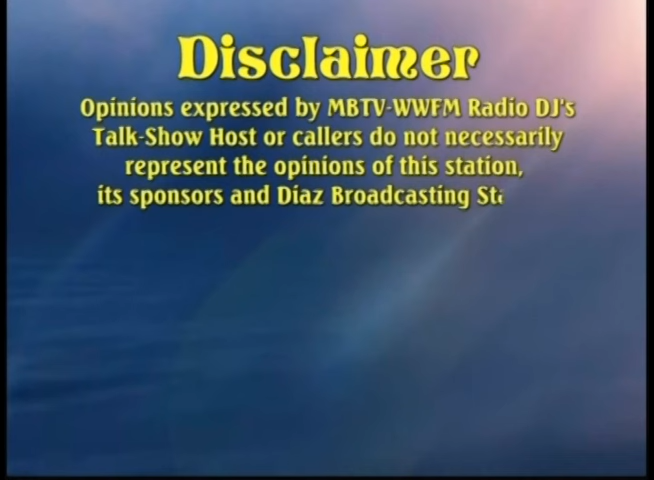 Disclaimer
Opinions expressed by MBTV-WWFM Radio DJ's
Talk-Show Host or callers do not necessarily
represent the opinions of this station,
its sponsors and Diaz Broadcasting